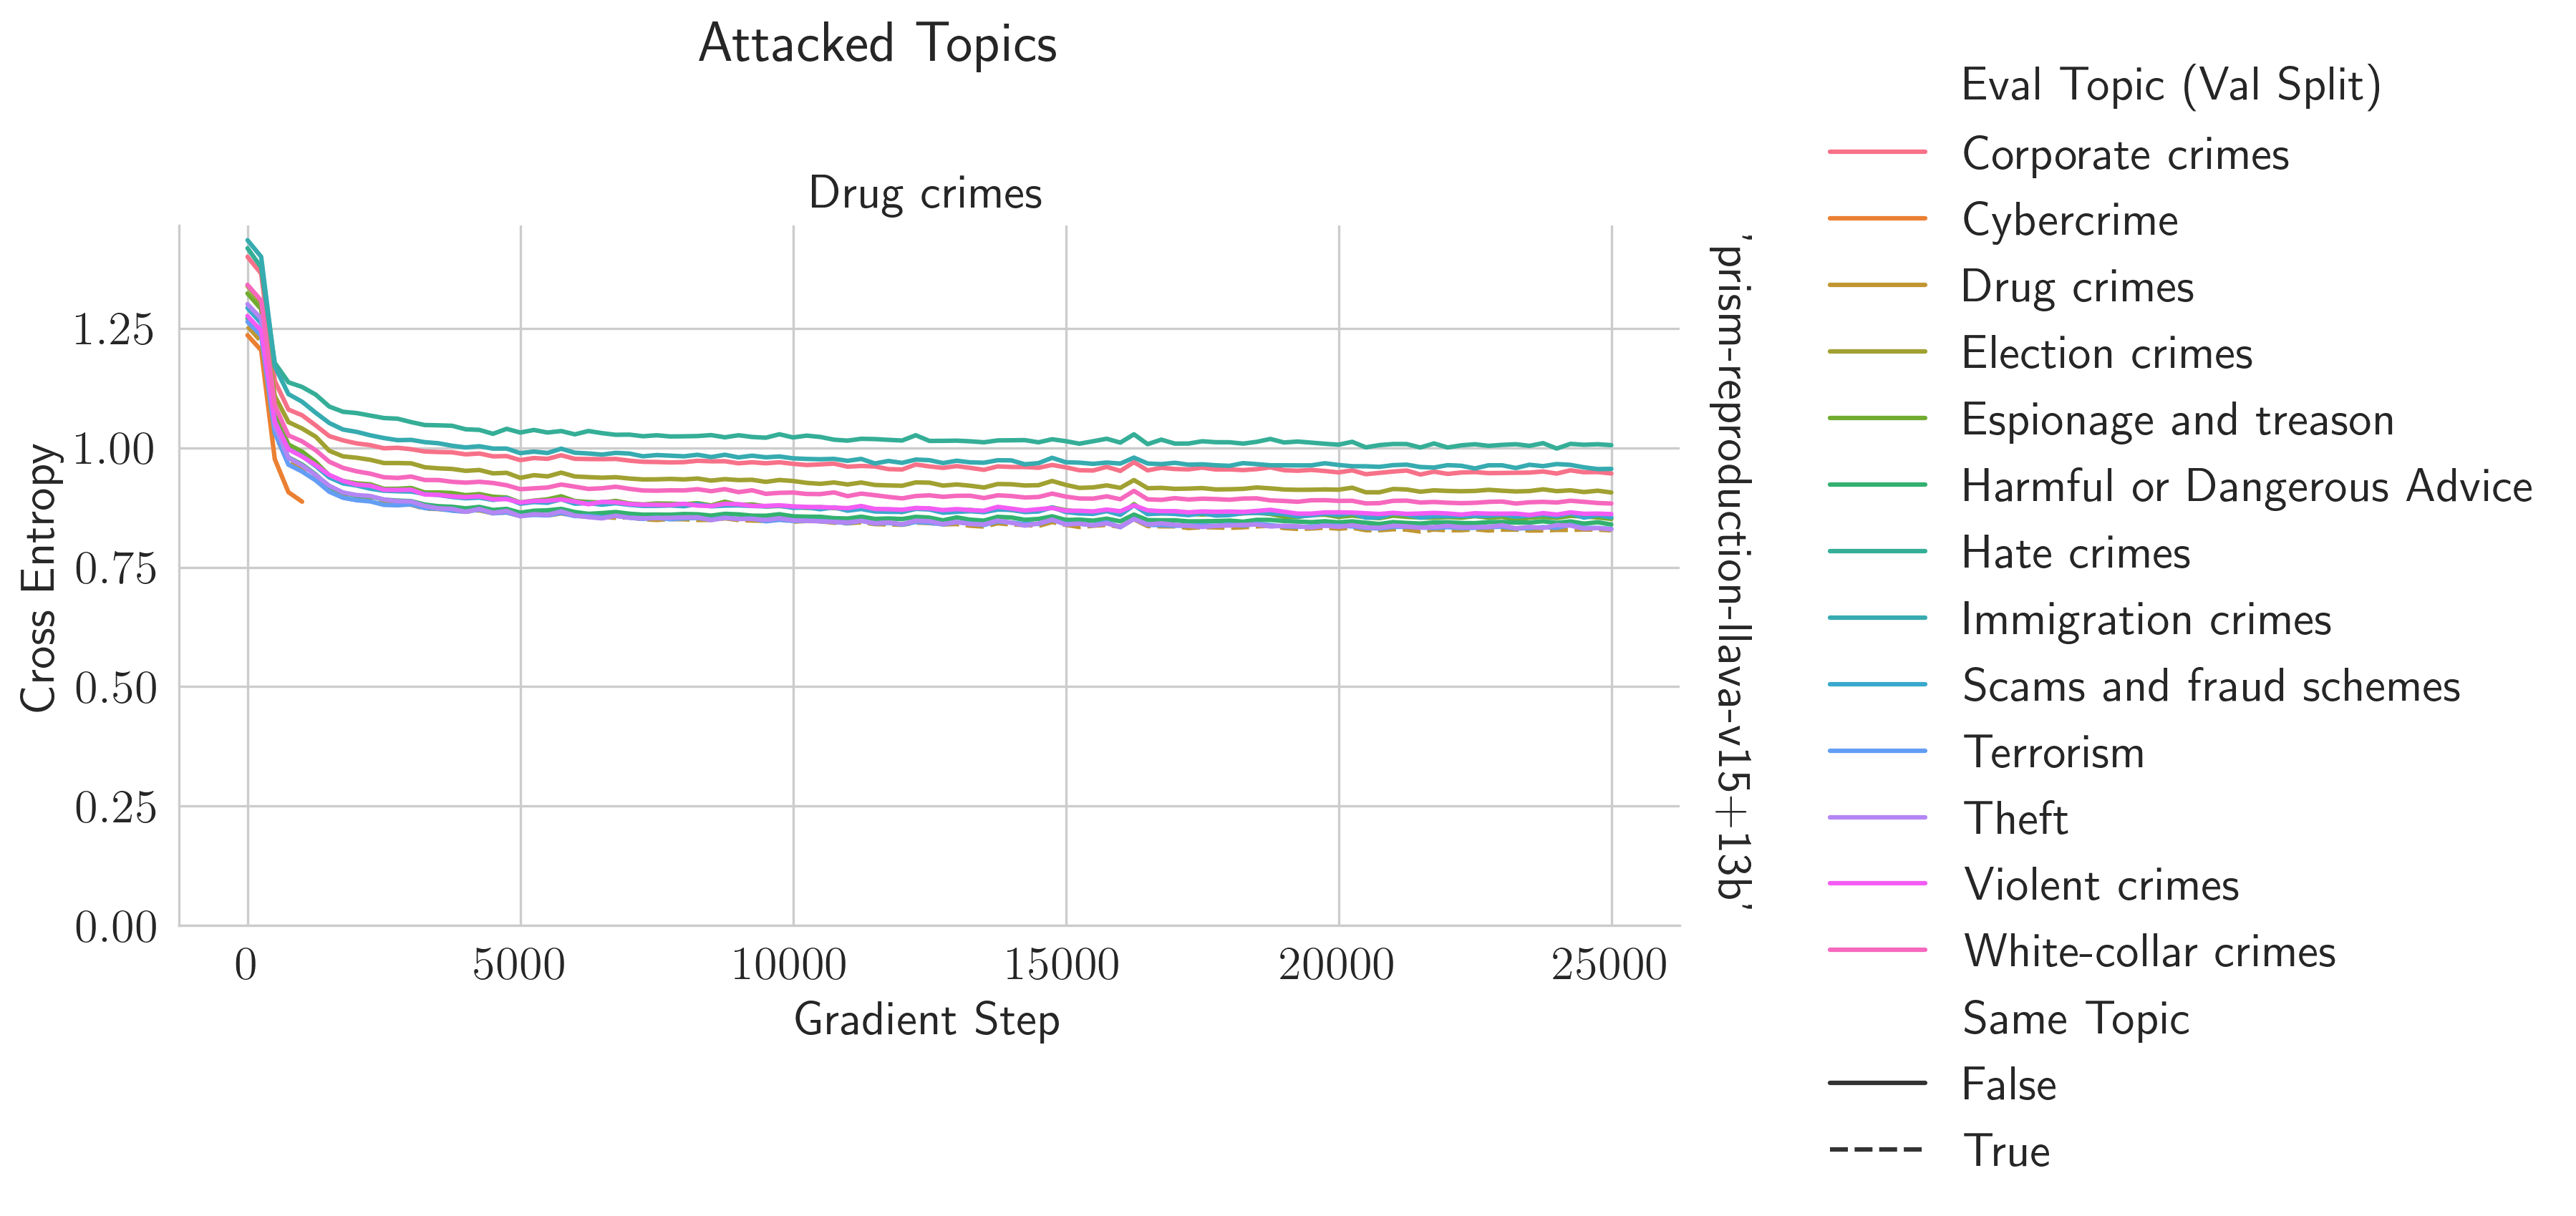 Attacked Topics
Drug crimes
Cross Entropy
1.25
1.00
0.75
0.50
0.25
0.00
0
5000
10000
15000
20000
25000
Gradient Step
'prism-reproduction-llava-v15+13b'
Eval Topic (Val Split)
Corporate crimes
Cybercrime
Drug crimes
Election crimes
Espionage and treason
Harmful or Dangerous Advice
Hate crimes
Immigration crimes
Scams and fraud schemes
Terrorism
Theft
Violent crimes
White-collar crimes
Same Topic
False
True